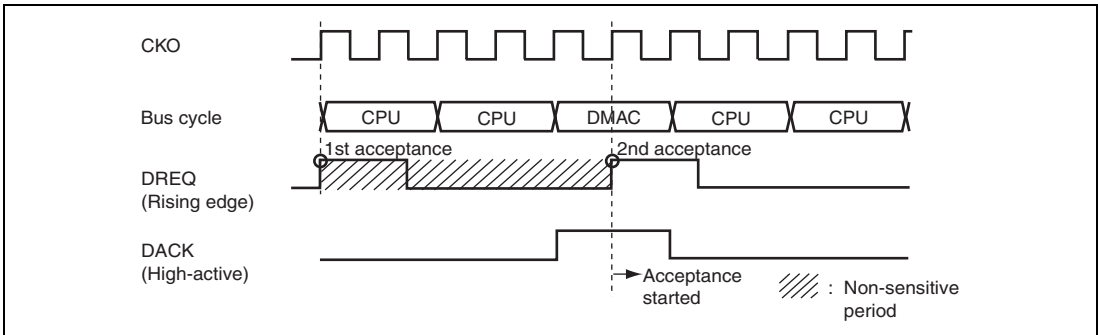 CKO
Bus cycle
CPU CPU DMAC CPU CPU
1st acceptance 2nd acceptance
DREQ
(Rising edge)
DACK
(High-active)
Acceptance
started
: Non-sensitive
period